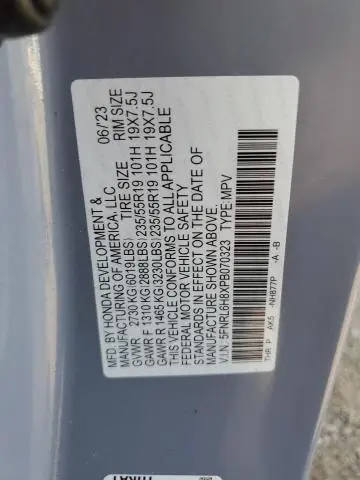 MANUFACTURED BY HONDA DEVELOPMENT & 06/23
MANUFACTURING OF AMERICA, LLC
TIRE SIZE RIM SIZE
GVWR 2730 KG(6019LBS)
GAWR F 1310 KG(2888LBS) 235/55R19 101H 19X7.5J
GAWR R 1465 KG(3230LBS) 235/55R19 101H 19X7.5J
THIS VEHICLE CONFORMS TO ALL APPLICABLE
FEDERAL MOTOR VEHICLE SAFETY
STANDARDS IN EFFECT ON THE DATE OF
MANUFACTURE SHOWN ABOVE.
V.I.N.: 5FNRL6H8XPB070323 TYPE: MPV
THR P AK5 -NH877P -A -B